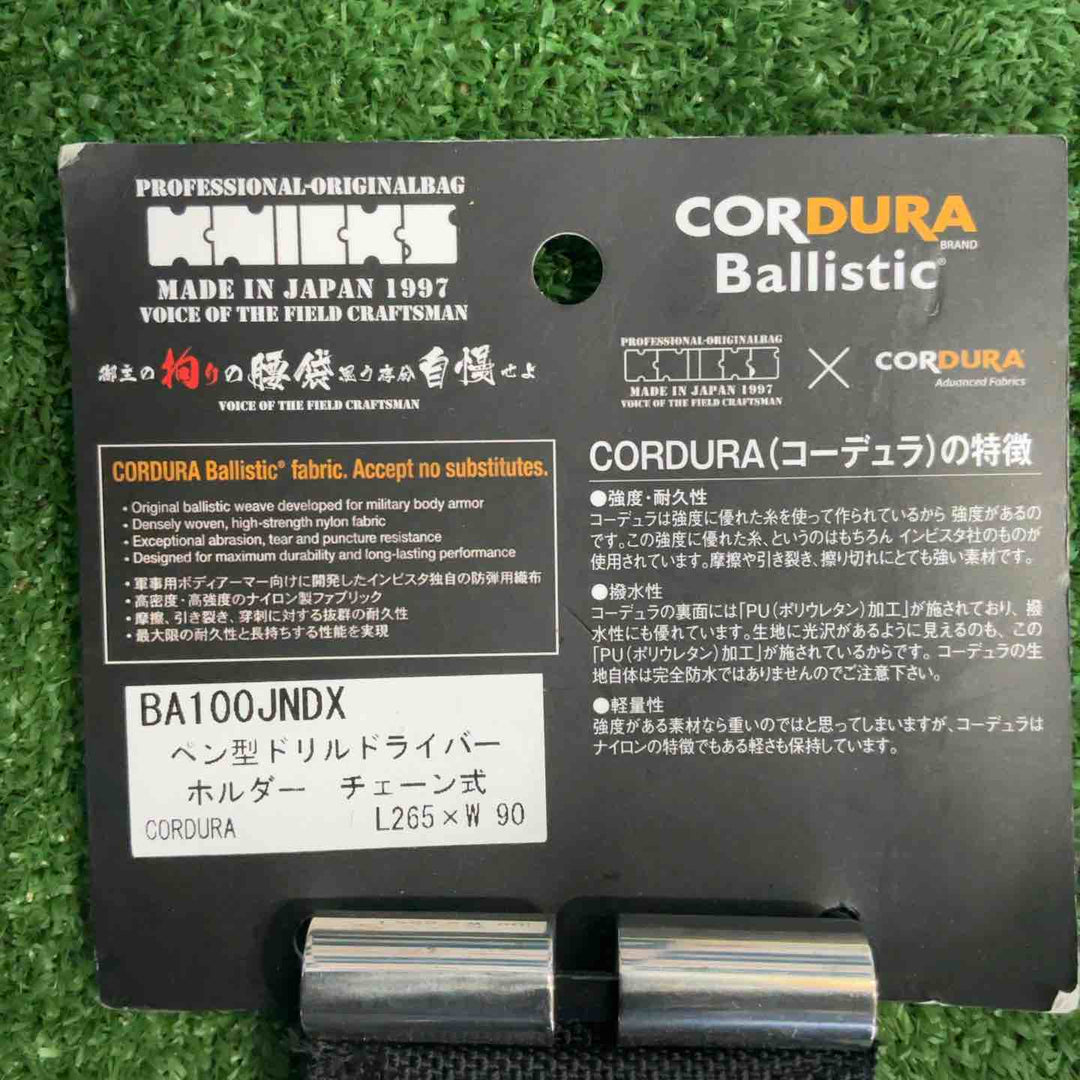 PROFESSIONAL-ORIGINALBAG
KNICKS
MADE IN JAPAN 1997
VOICE OF THE FIELD CRAFTSMAN
御主の拘りの腰袋思う存分自慢せよ
VOICE OF THE FIELD CRAFTSMAN
CORDURA Ballistic® fabric. Accept no substitutes.
• Original ballistic weave developed for military body armor
• Densely woven, high-strength nylon fabric
• Exceptional abrasion, tear and puncture resistance
• Designed for maximum durability and long-lasting performance
・軍事用ボディアーマー向けに開発したインビスタ独自の防弾用織布
・高密度・高強度のナイロン製ファブリック
・摩擦、引き裂き、穿刺に対する抜群の耐久性
・最大限の耐久性と長持ちする性能を実現
BA100JNDX
ペン型ドリルドライバー
ホルダー チェーン式
CORDURA L265×W 90
CORDURA
BRAND
Ballistic®
PROFESSIONAL-ORIGINALBAG
KNICKS
MADE IN JAPAN 1997
VOICE OF THE FIELD CRAFTSMAN
×
CORDURA®
Advanced Fabrics
CORDURA(コーデュラ)の特徴
●強度・耐久性
コーデュラは強度に優れた糸を使って作られているから 強度があるの
です。この強度に優れた糸、というのはもちろん インビスタ社のものが
使用されています。摩擦や引き裂き、擦り切れにとても強い素材です。
●撥水性
コーデュラの裏面には「PU(ポリウレタン)加工」が施されており、撥
水性にも優れています。生地に光沢があるように見えるのも、この
「PU(ポリウレタン)加工」が施されているからです。コーデュラの生
地自体は完全防水ではありませんのでご注意下さい。
●軽量性
強度がある素材なら重いのではと思ってしまいますが、コーデュラは
ナイロンの特徴でもある軽さも保持しています。